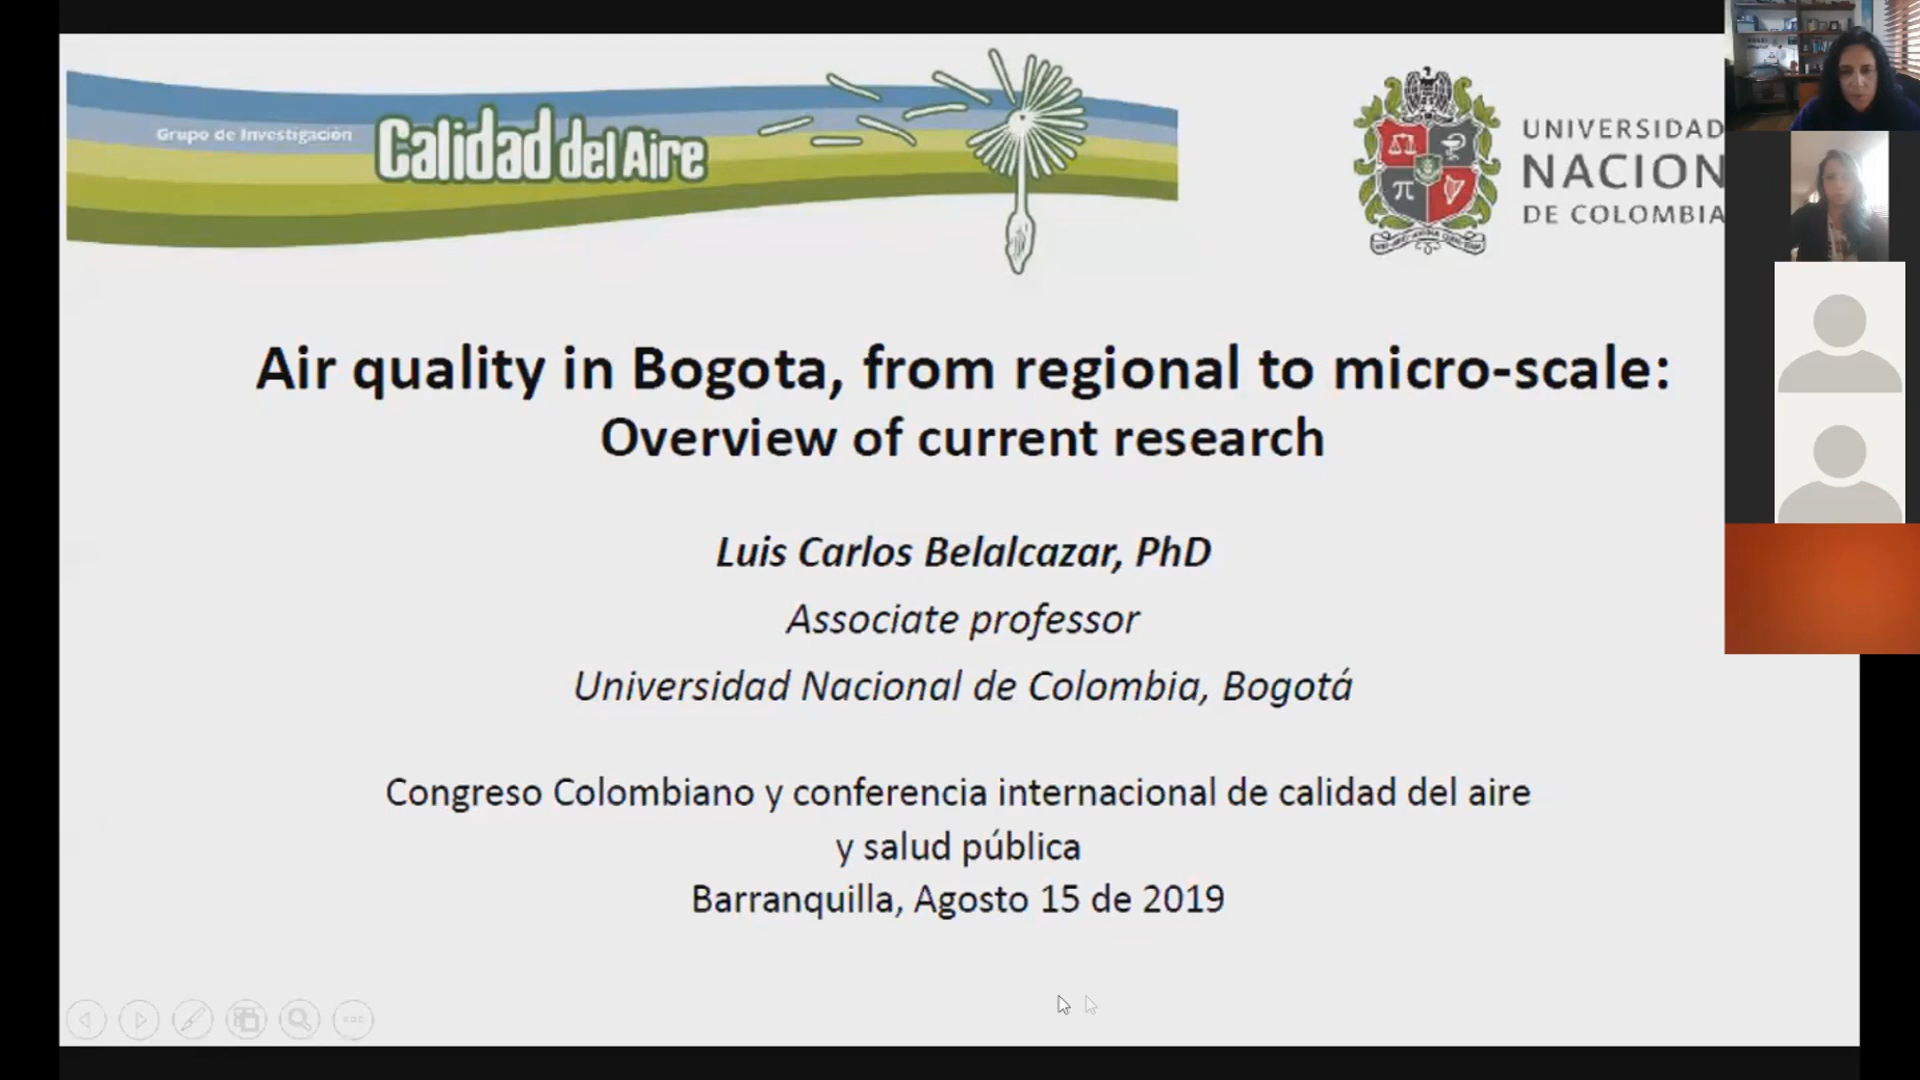 Grupo de Investigación
Calidad del Aire
UNIVERSIDAD
NACION
DE COLOMBIA
Air quality in Bogota, from regional to micro-scale:
Overview of current research
Luis Carlos Belalcazar, PhD
Associate professor
Universidad Nacional de Colombia, Bogotá
Congreso Colombiano y conferencia internacional de calidad del aire
y salud pública
Barranquilla, Agosto 15 de 2019